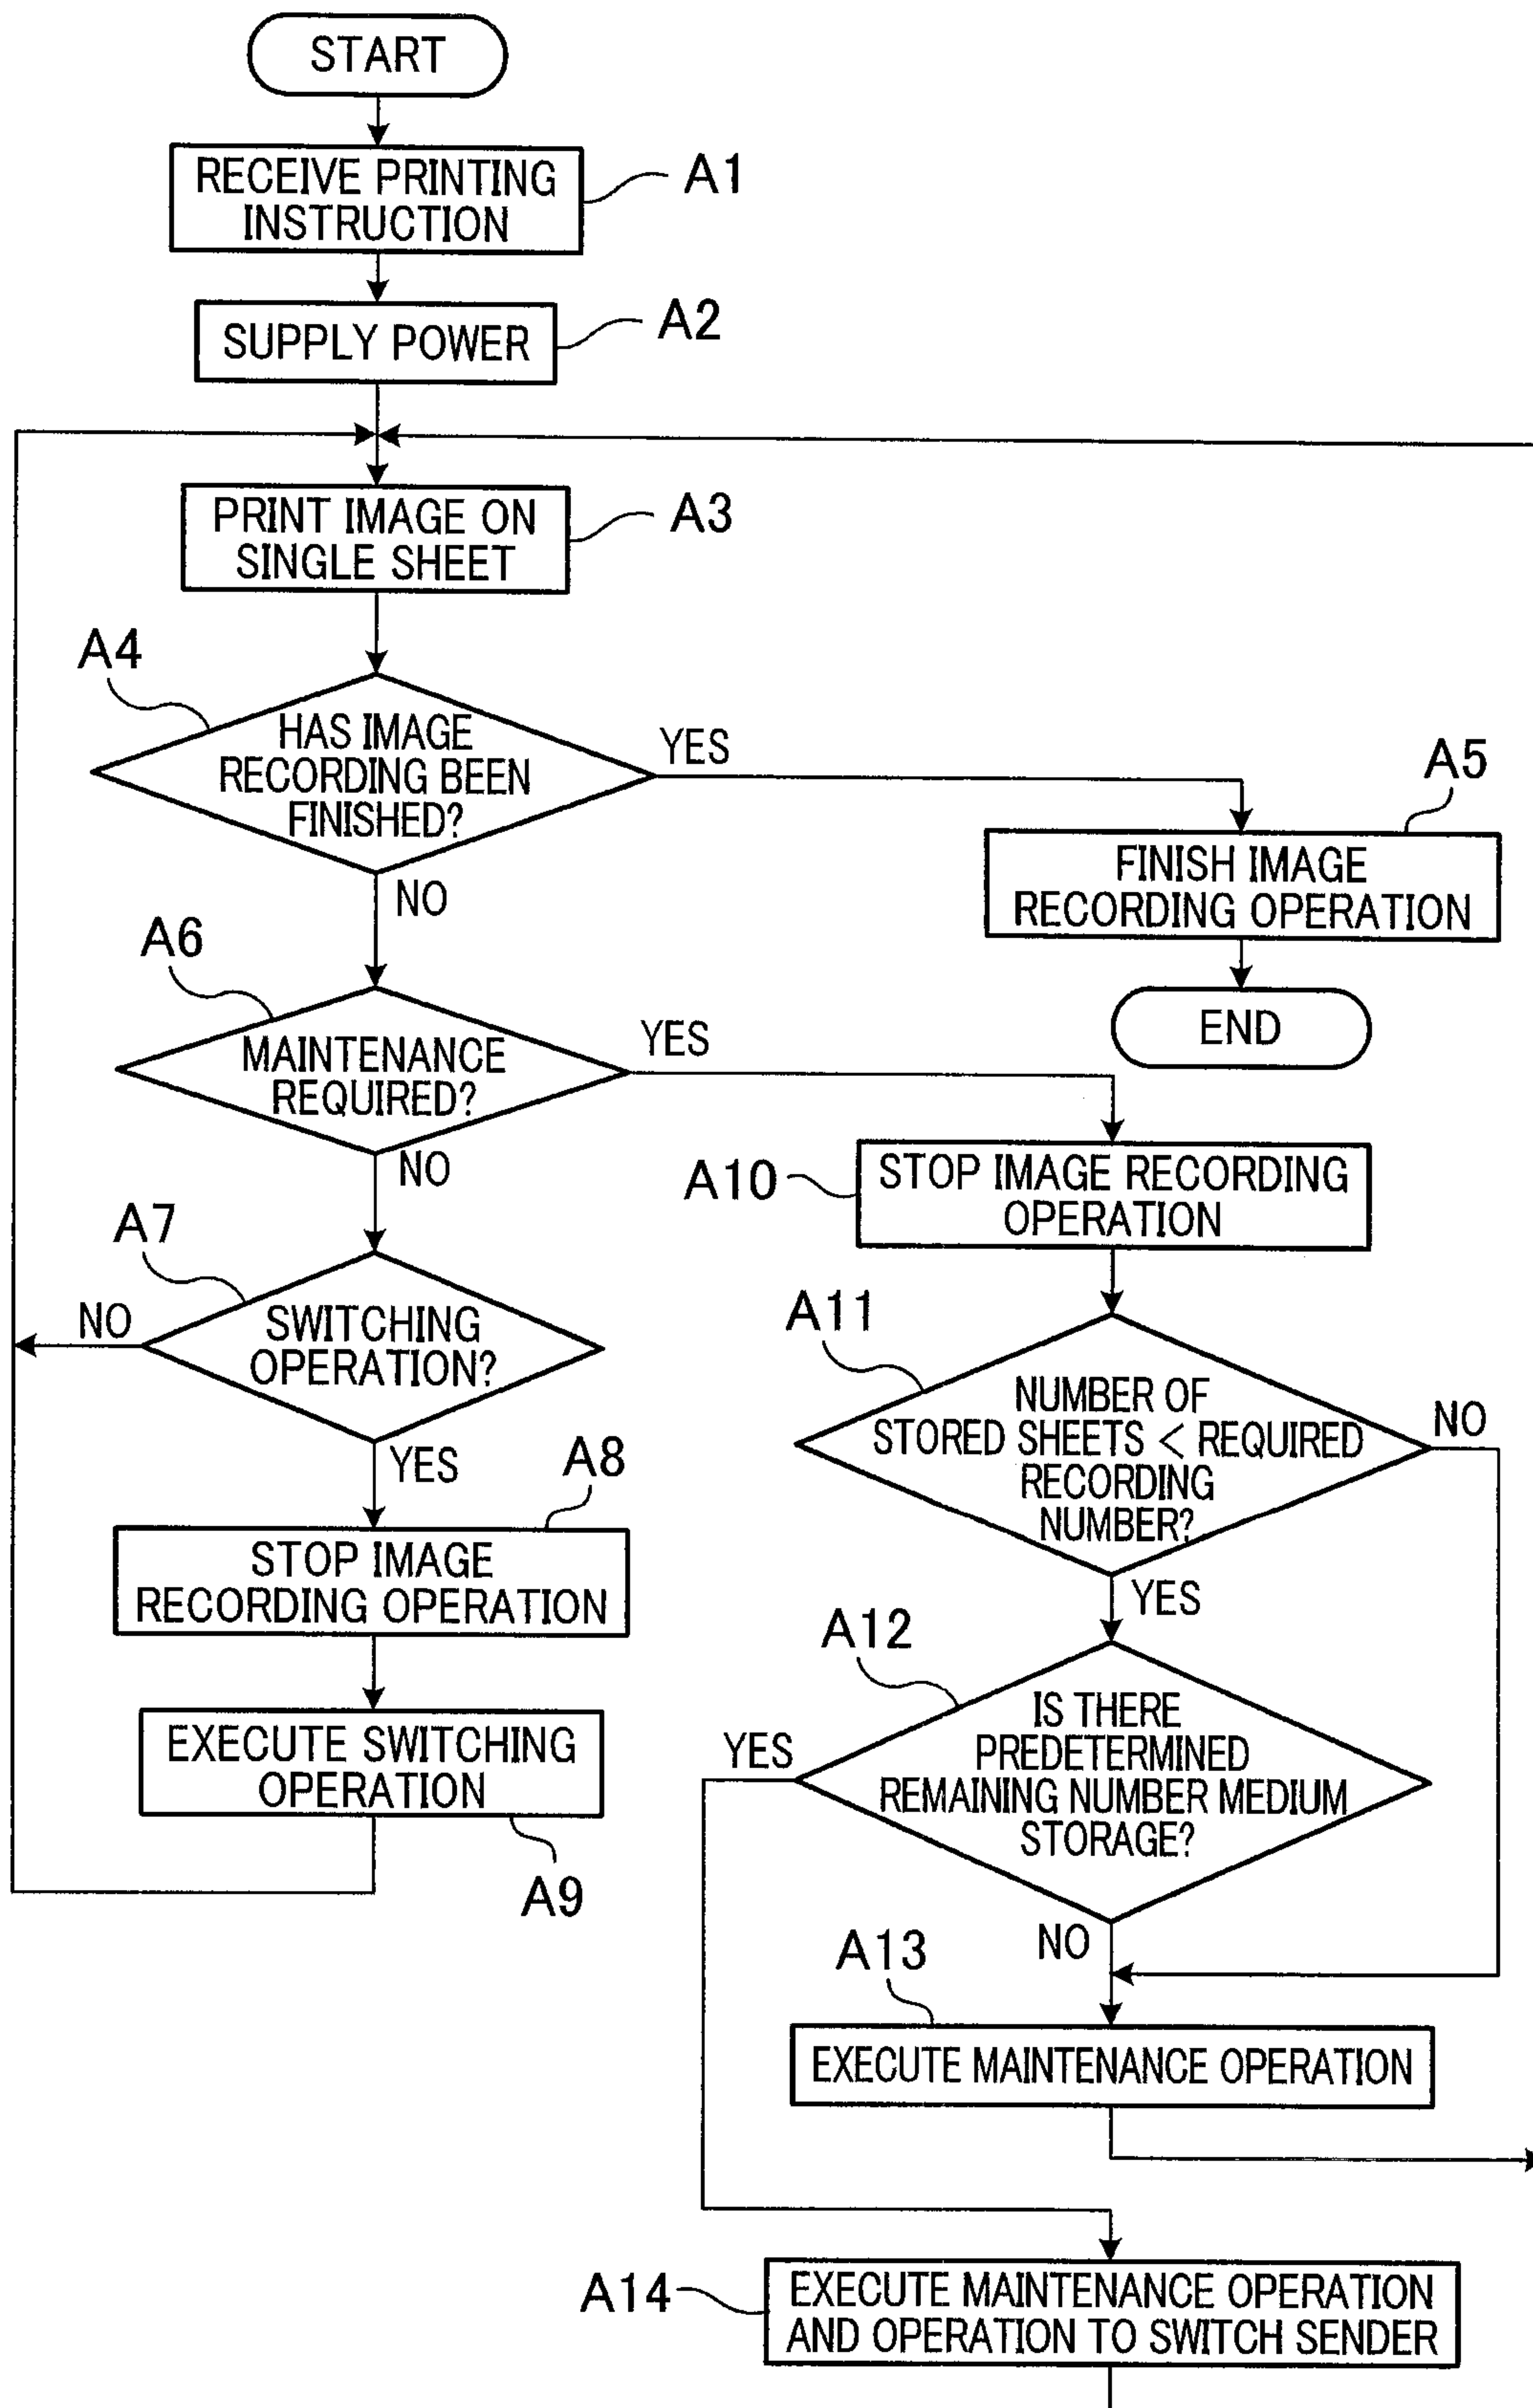 START
RECEIVE PRINTING
INSTRUCTION
A1
SUPPLY POWER
A2
PRINT IMAGE ON
SINGLE SHEET
A3
A4
HAS IMAGE
RECORDING BEEN
FINISHED?
YES
NO
A5
FINISH IMAGE
RECORDING OPERATION
END
A6
MAINTENANCE
REQUIRED?
YES
NO
A7
SWITCHING
OPERATION?
NO
YES
A8
STOP IMAGE
RECORDING OPERATION
EXECUTE SWITCHING
OPERATION
A9
A10
STOP IMAGE RECORDING
OPERATION
A11
NUMBER OF
STORED SHEETS < REQUIRED
RECORDING
NUMBER?
NO
YES
A12
IS THERE
PREDETERMINED
REMAINING NUMBER MEDIUM
STORAGE?
YES
NO
A13
EXECUTE MAINTENANCE OPERATION
A14
EXECUTE MAINTENANCE OPERATION
AND OPERATION TO SWITCH SENDER